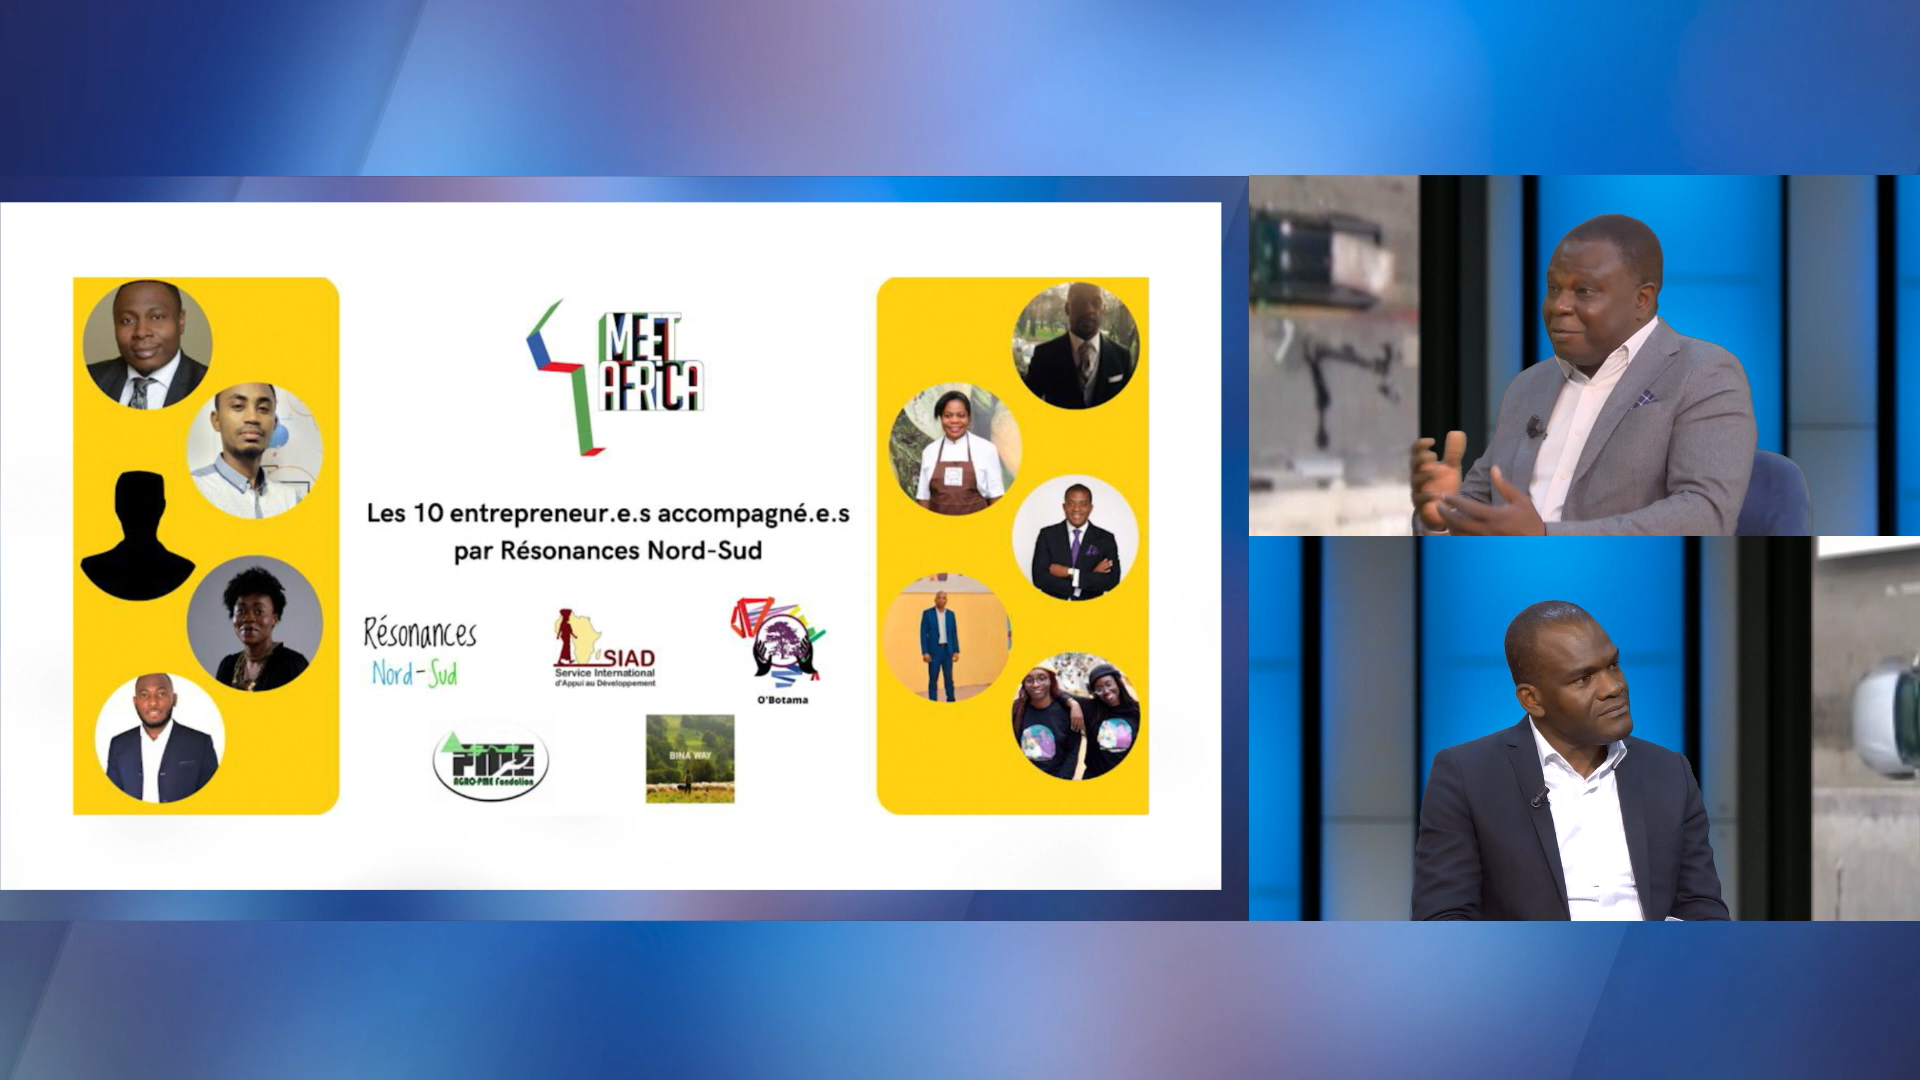 MEET
AFRICA
Les 10 entrepreneur.e.s accompagné.e.s
par Résonances Nord-Sud
Résonances
Nord-Sud
SIAD
Service International
d'Appui au Développement
O'Botama
PME
AGRO-PME Fondation
BINA WAY